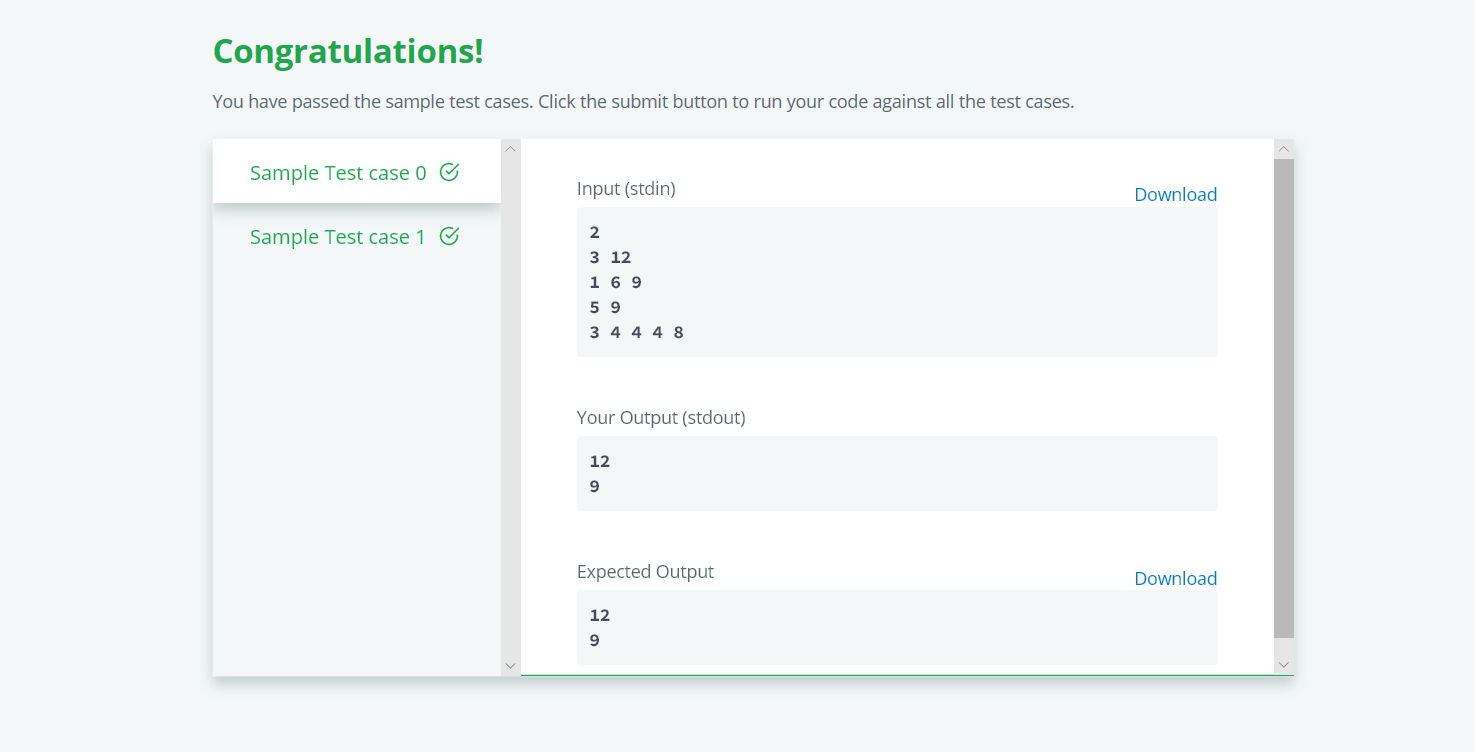 Congratulations!
You have passed the sample test cases. Click the submit button to run your code against all the test cases.
Sample Test case 0
Sample Test case 1
Input (stdin)
Download
2
3 12
1 6 9
5 9
3 4 4 4 8
Your Output (stdout)
12
9
Expected Output
Download
12
9